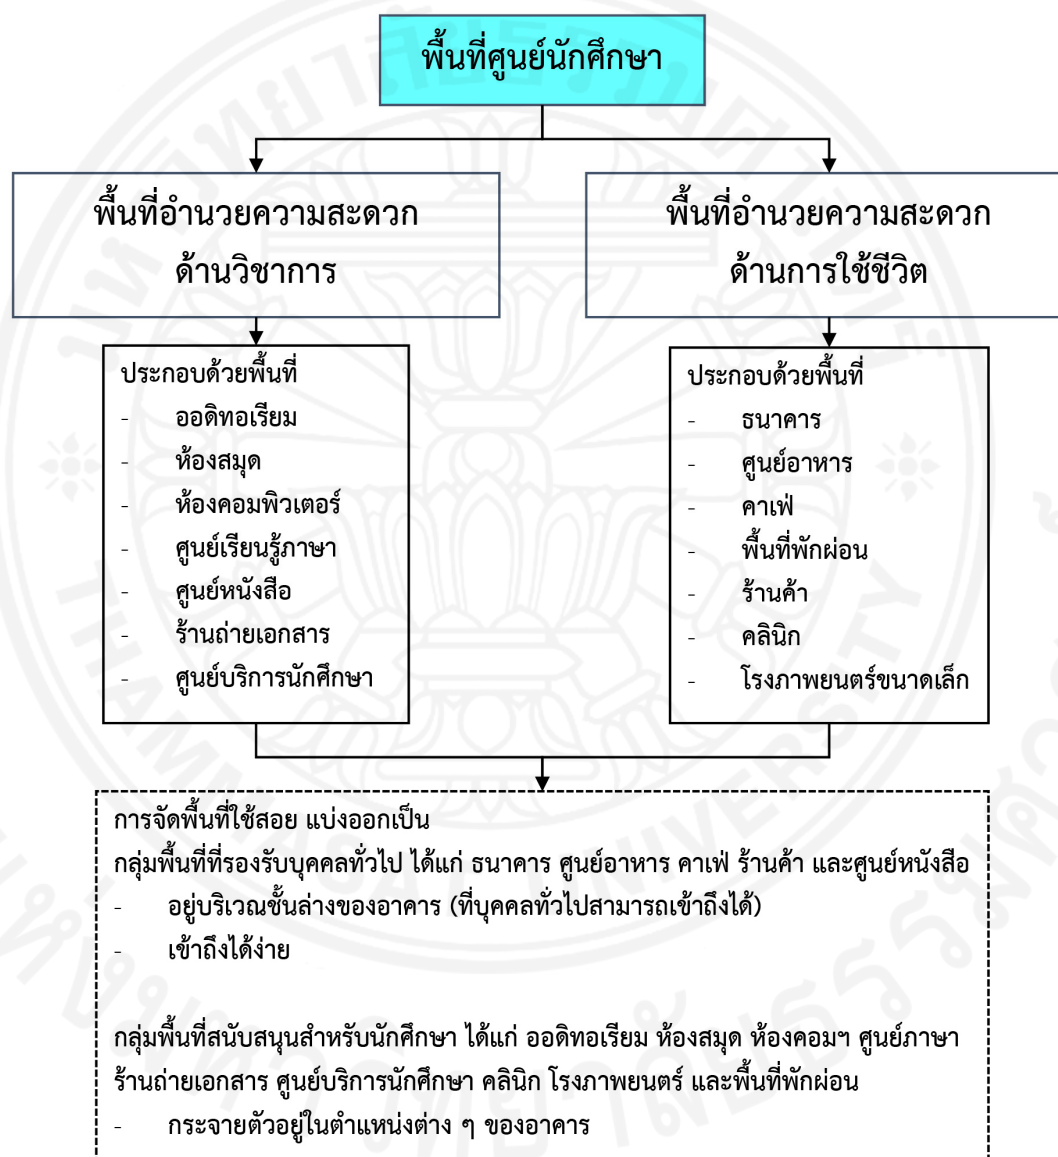 พื้นที่ศูนย์นักศึกษา
พื้นที่อำนวยความสะดวก
ด้านวิชาการ
พื้นที่อำนวยความสะดวก
ด้านการใช้ชีวิต
ประกอบด้วยพื้นที่
- ออดิทอเรียม
- ห้องสมุด
- ห้องคอมพิวเตอร์
- ศูนย์เรียนรู้ภาษา
- ศูนย์หนังสือ
- ร้านถ่ายเอกสาร
- ศูนย์บริการนักศึกษา
ประกอบด้วยพื้นที่
- ธนาคาร
- ศูนย์อาหาร
- คาเฟ่
- พื้นที่พักผ่อน
- ร้านค้า
- คลินิก
- โรงภาพยนตร์ขนาดเล็ก
การจัดพื้นที่ใช้สอย แบ่งออกเป็น
กลุ่มพื้นที่ที่รองรับบุคคลทั่วไป ได้แก่ ธนาคาร ศูนย์อาหาร คาเฟ่ ร้านค้า และศูนย์หนังสือ
- อยู่บริเวณชั้นล่างของอาคาร (ที่บุคคลทั่วไปสามารถเข้าถึงได้)
- เข้าถึงได้ง่าย
กลุ่มพื้นที่สนับสนุนสำหรับนักศึกษา ได้แก่ ออดิทอเรียม ห้องสมุด ห้องคอมฯ ศูนย์ภาษา
ร้านถ่ายเอกสาร ศูนย์บริการนักศึกษา คลินิก โรงภาพยนตร์ และพื้นที่พักผ่อน
- กระจายตัวอยู่ในตำแหน่งต่าง ๆ ของอาคาร
THAMMASAT UNIVERSITY